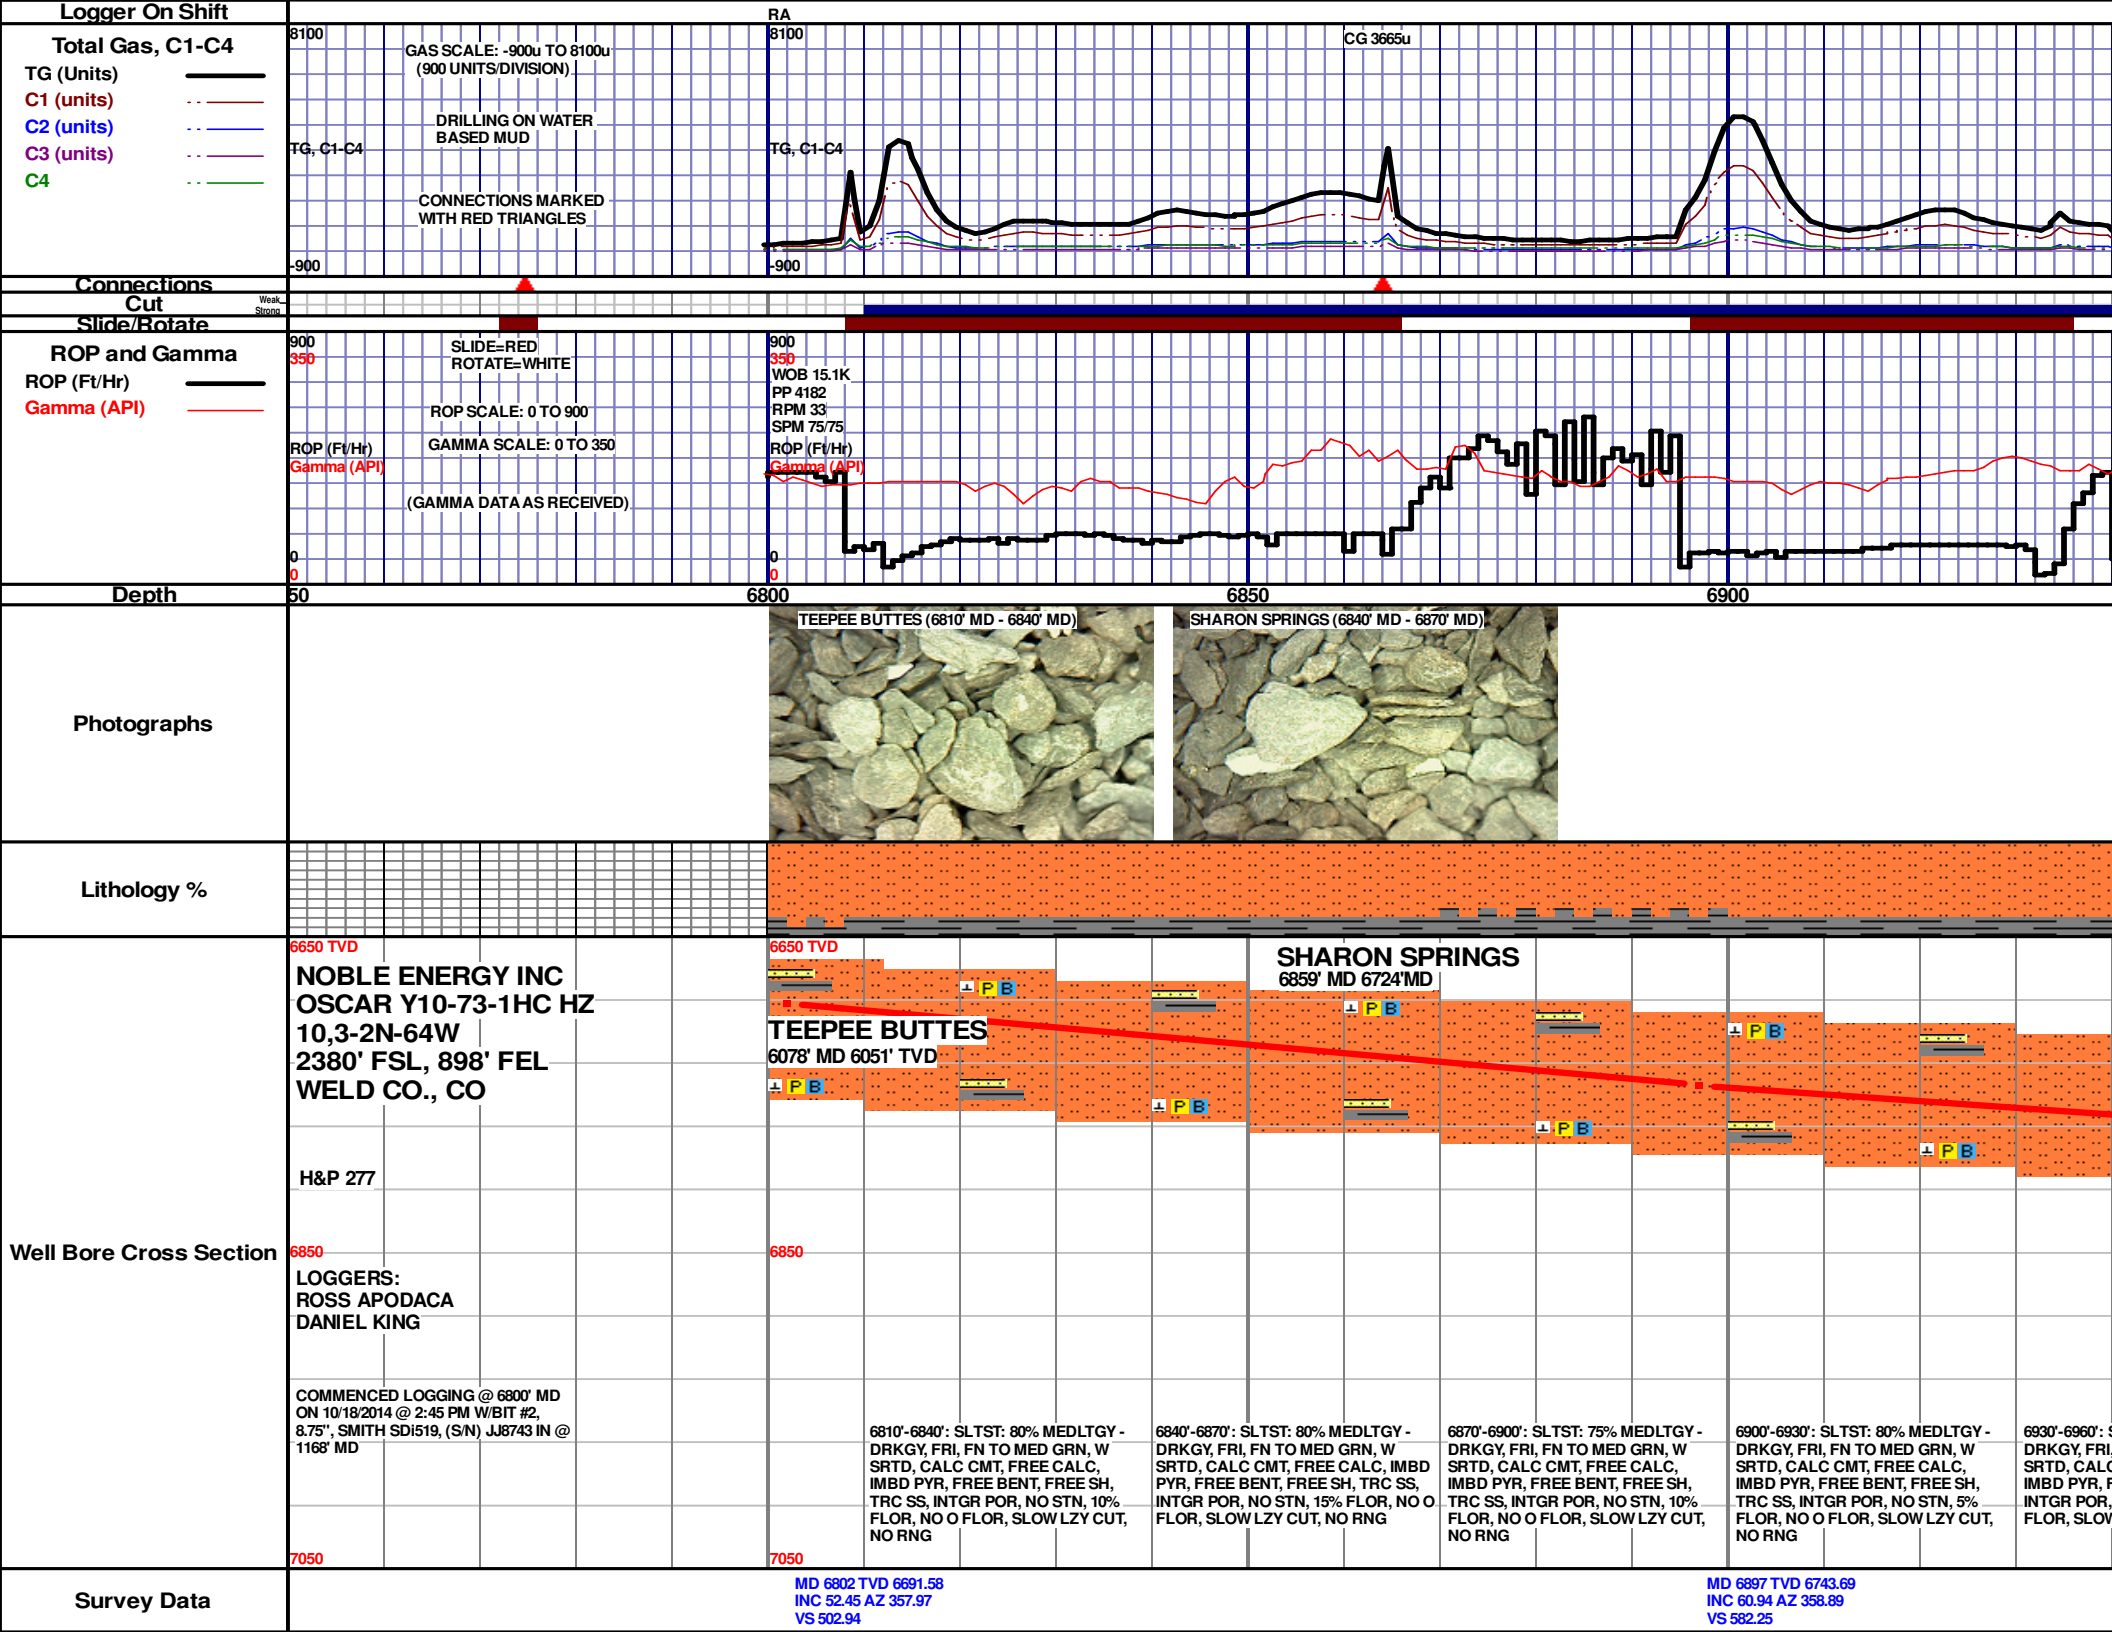 Logger On Shift
RA
Total Gas, C1-C4
TG (Units)
C1 (units)
C2 (units)
C3 (units)
C4
8100
GAS SCALE: -900u TO 8100u
(900 UNITS/DIVISION)
DRILLING ON WATER
BASED MUD
TG, C1-C4
CONNECTIONS MARKED
WITH RED TRIANGLES
-900
8100
TG, C1-C4
-900
CG 3665u
Connections
Cut
Weak
Strong
Slide/Rotate
ROP and Gamma
ROP (Ft/Hr)
Gamma (API)
900
350
SLIDE=RED
ROTATE=WHITE
ROP SCALE: 0 TO 900
GAMMA SCALE: 0 TO 350
ROP (Ft/Hr)
Gamma (API)
(GAMMA DATA AS RECEIVED)
0
0
900
350
WOB 15.1K
PP 4182
RPM 33
SPM 75/75
ROP (Ft/Hr)
Gamma (API)
0
0
Depth
50
6800
6850
6900
Photographs
TEEPEE BUTTES (6810' MD - 6840' MD)
SHARON SPRINGS (6840' MD - 6870' MD)
Lithology %
Well Bore Cross Section
6650 TVD
NOBLE ENERGY INC
OSCAR Y10-73-1HC HZ
10,3-2N-64W
2380' FSL, 898' FEL
WELD CO., CO
H&P 277
6850
LOGGERS:
ROSS APODACA
DANIEL KING
COMMENCED LOGGING @ 6800' MD
ON 10/18/2014 @ 2:45 PM W/BIT #2,
8.75", SMITH SDi519, (S/N) JJ8743 IN @
1168' MD
7050
6650 TVD
TEEPEE BUTTES
6078' MD 6051' TVD
SHARON SPRINGS
6859' MD 6724'MD
P B
P B
P B
P B
P B
P B
P B
6850
6810'-6840': SLTST: 80% MEDLTGY -
DRKGY, FRI, FN TO MED GRN, W
SRTD, CALC CMT, FREE CALC,
IMBD PYR, FREE BENT, FREE SH,
TRC SS, INTGR POR, NO STN, 10%
FLOR, NO O FLOR, SLOW LZY CUT,
NO RNG
6840'-6870': SLTST: 80% MEDLTGY -
DRKGY, FRI, FN TO MED GRN, W
SRTD, CALC CMT, FREE CALC, IMBD
PYR, FREE BENT, FREE SH, TRC SS,
INTGR POR, NO STN, 15% FLOR, NO O
FLOR, SLOW LZY CUT, NO RNG
6870'-6900': SLTST: 75% MEDLTGY -
DRKGY, FRI, FN TO MED GRN, W
SRTD, CALC CMT, FREE CALC,
IMBD PYR, FREE BENT, FREE SH,
TRC SS, INTGR POR, NO STN, 10%
FLOR, NO O FLOR, SLOW LZY CUT,
NO RNG
6900'-6930': SLTST: 80% MEDLTGY -
DRKGY, FRI, FN TO MED GRN, W
SRTD, CALC CMT, FREE CALC,
IMBD PYR, FREE BENT, FREE SH,
TRC SS, INTGR POR, NO STN, 5%
FLOR, NO O FLOR, SLOW LZY CUT,
NO RNG
6930'-6960':
DRKGY, FRI,
SRTD, CALC
IMBD PYR,
INTGR POR,
FLOR, SLOW
7050
Survey Data
MD 6802 TVD 6691.58
INC 52.45 AZ 357.97
VS 502.94
MD 6897 TVD 6743.69
INC 60.94 AZ 358.89
VS 582.25